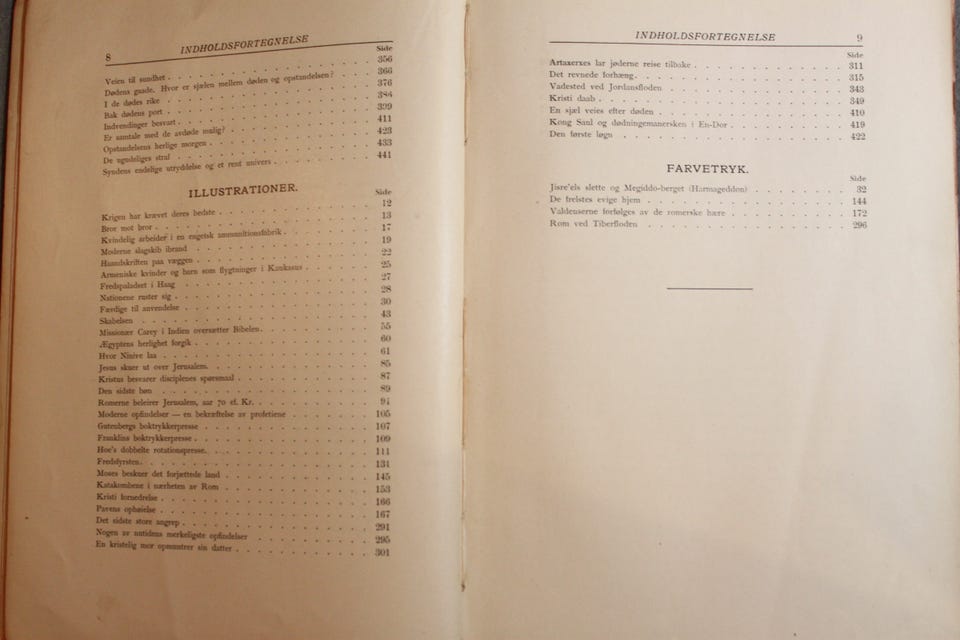 8 INDHOLDSFORTEGNELSE
Side
Veien til sundhet 356
Dødens gaade. Hvor er sjælen mellem døden og opstandelsen? 366
I de dødes rike 376
Bak dødens port 384
Indvendinger besvart 399
Er samtale med de avdøde mulig? 411
Opstandelsens herlige morgen 423
De ugudeliges straf 433
Syndens endelige utryddelse og et rent univers 441
ILLUSTRATIONER.
Side
Krigen har krævet deres bedste 12
Bror mot bror 13
Kvindelig arbeider i en engelsk ammunitionsfabrik 17
Moderne slagskib ibrand 19
Haandskriften paa væggen 22
Armeniske kvinder og barn som flygtninger i Kaukasus 25
Fredspaladset i Haag 27
Nationene ruster sig 28
Færdige til anvendelse 30
Skabelsen 43
Missionær Carey i Indien oversætter Bibelen 55
Ægyptens herlighet forgik 60
Hvor Ninive laa 61
Jesus skuer ut over Jerusalem 85
Kristus besvarer disciplenes spørsmaal 87
Den sidste bøn 89
Romerne beleirer Jerusalem, aar 70 ef. Kr. 94
Moderne opfindelser — en bekræftelse av profetiene 105
Gutenbergs boktrykkerpresse 107
Franklins boktrykkerpresse 109
Hoe's dobbelte rotationspresse 111
Fredsfyrsten 131
Moses beskuer det forjættede land 145
Katakombene i nærheten av Rom 153
Kristi fornedrelse 166
Pavens ophøielse 167
Det sidste store angrep 291
Nogen av nutidens merkeligste opfindelser 295
En kristelig mor opmuntrer sin datter 301
INDHOLDSFORTEGNELSE 9
Side
Artaxerxes lar jøderne reise tilbake 311
Det revnede forhæng 315
Vadested ved Jordansfloden 343
Kristi daab 349
En sjæl veies efter døden 410
Kong Saul og dødningemanersken i En-Dor 419
Den første løgn 422
FARVETRYK.
Side
Jisre'els slette og Megiddo-berget (Harmageddon) 32
De frelstes evige hjem 144
Valdenserne forfølges av de romerske hære 172
Rom ved Tiberfloden 296